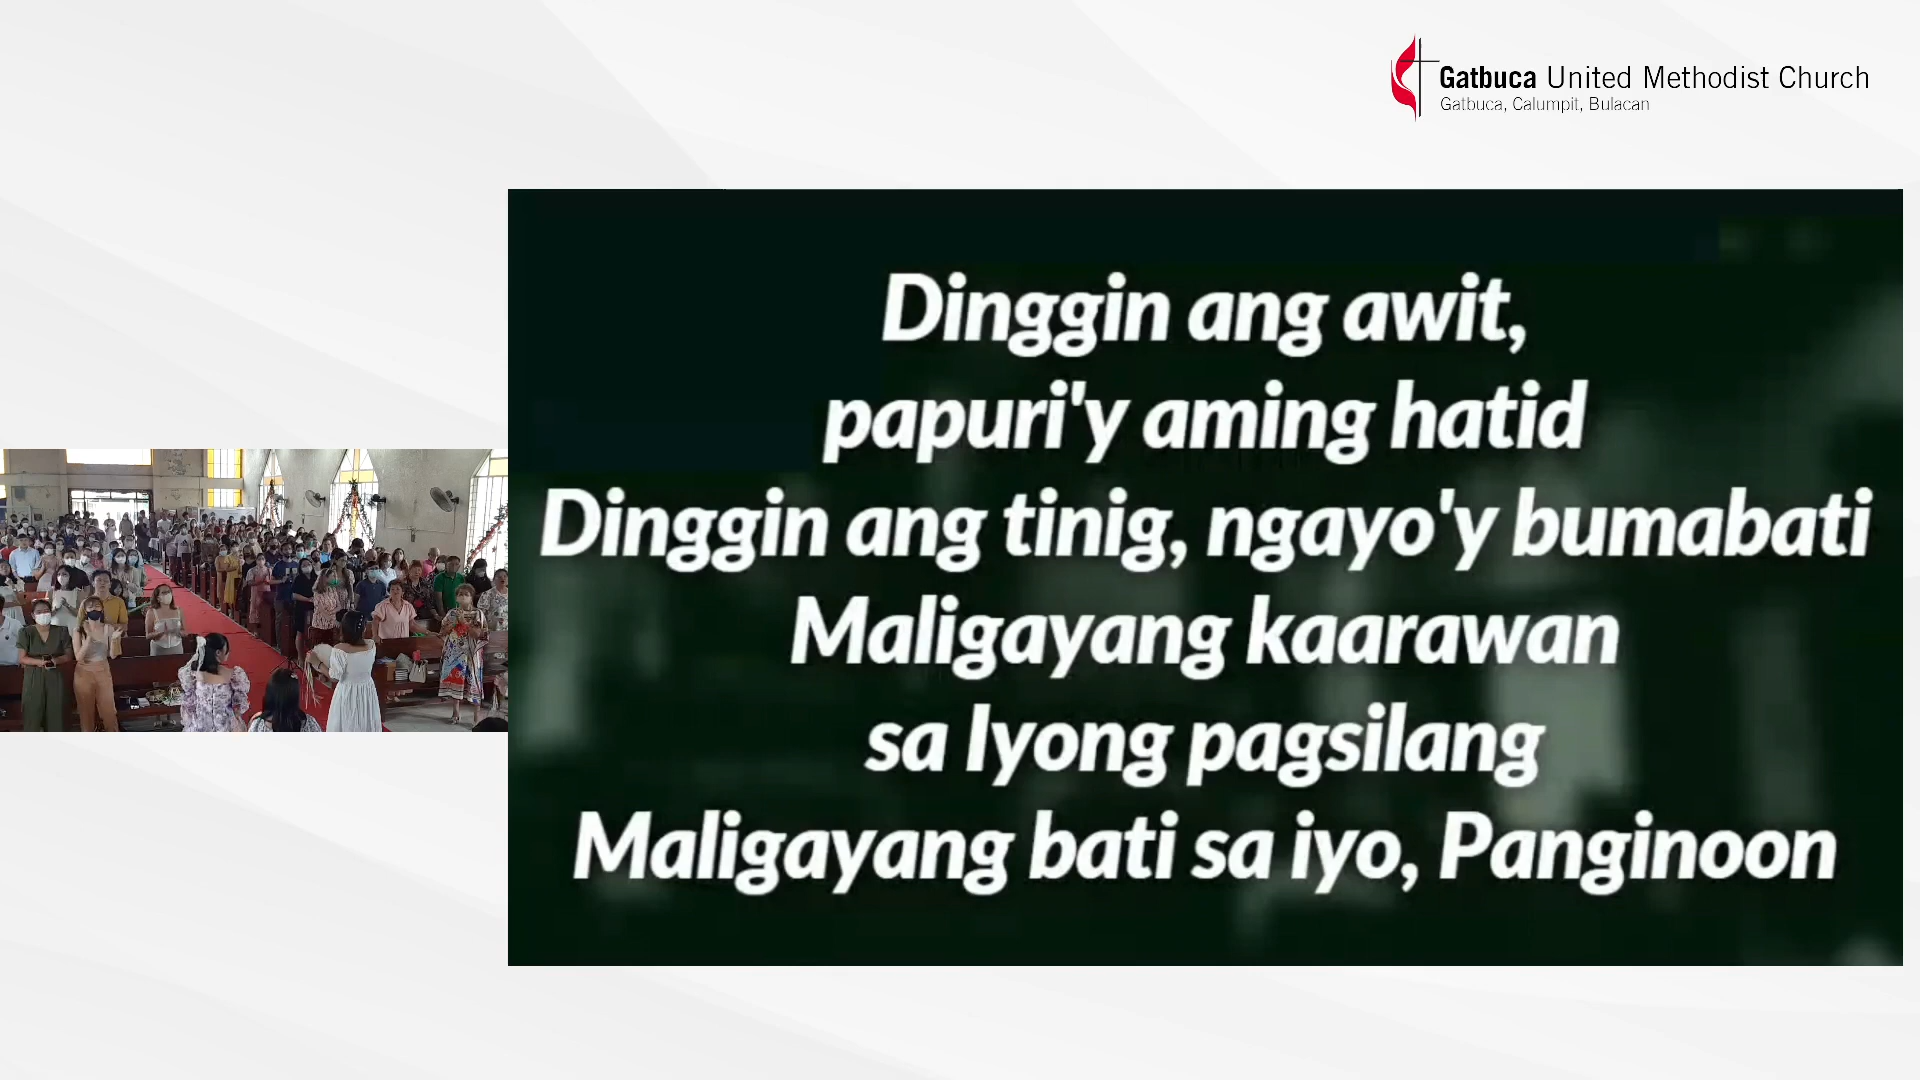 Gatbuca United Methodist Church
Gatbuca, Calumpit, Bulacan
Dinggin ang awit,
papuri'y aming hatid
Dinggin ang tinig, ngayo'y bumabati
Maligayang kaarawan
sa Iyong pagsilang
Maligayang bati sa iyo, Panginoon